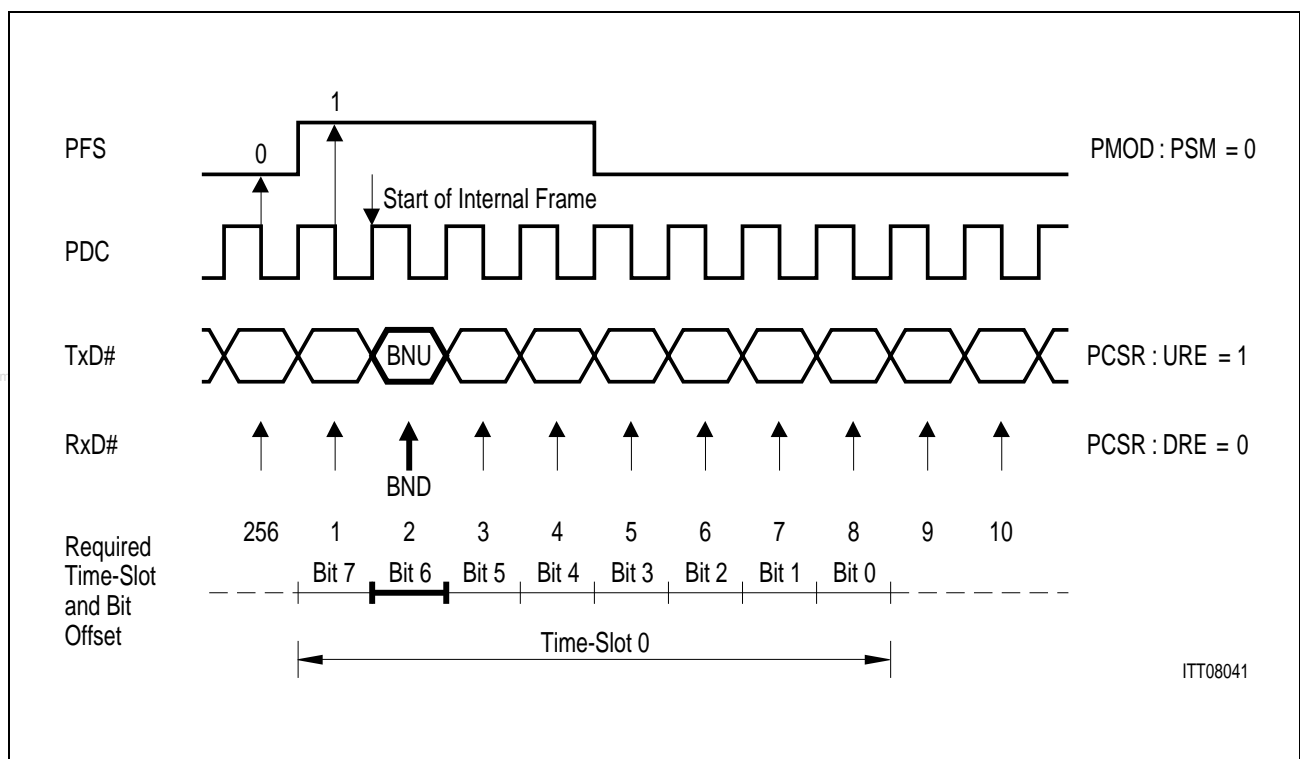 1
PFS
0
PMOD : PSM = 0
Start of Internal Frame
PDC
TxD#
BNU
PCSR : URE = 1
RxD#
PCSR : DRE = 0
BND
Required
Time-Slot
and Bit
Offset
256 1 2 3 4 5 6 7 8 9 10
Bit 7 Bit 6 Bit 5 Bit 4 Bit 3 Bit 2 Bit 1 Bit 0
Time-Slot 0
ITT08041